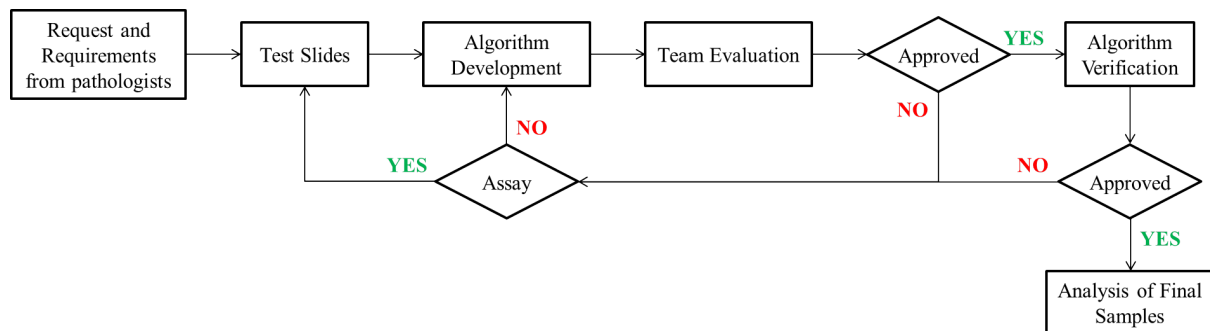 Request and
Requirements
from pathologists
Test Slides
Algorithm
Development
Team Evaluation
Approved
YES
Algorithm
Verification
NO
NO
YES
Assay
NO
Approved
YES
Analysis of Final
Samples